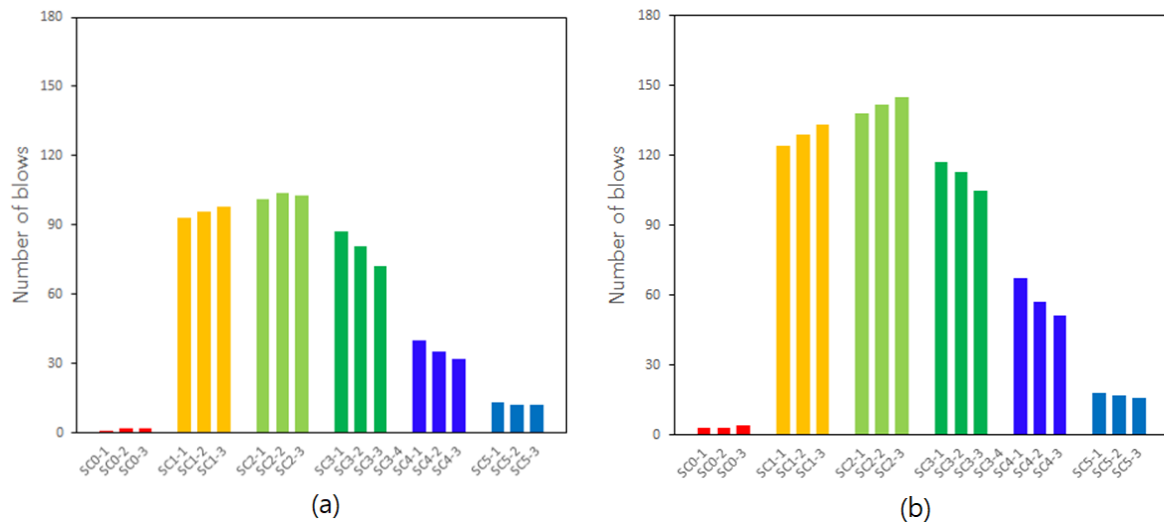 180
150
120
90
60
30
0
Number of blows
SC0-1
SC0-2
SC0-3
SC1-1
SC1-2
SC1-3
SC2-1
SC2-2
SC2-3
SC3-1
SC3-2
SC3-3
SC3-4
SC4-1
SC4-2
SC4-3
SC5-1
SC5-2
SC5-3
(a)
180
150
120
90
60
30
0
Number of blows
SC0-1
SC0-2
SC0-3
SC1-1
SC1-2
SC1-3
SC2-1
SC2-2
SC2-3
SC3-1
SC3-2
SC3-3
SC3-4
SC4-1
SC4-2
SC4-3
SC5-1
SC5-2
SC5-3
(b)